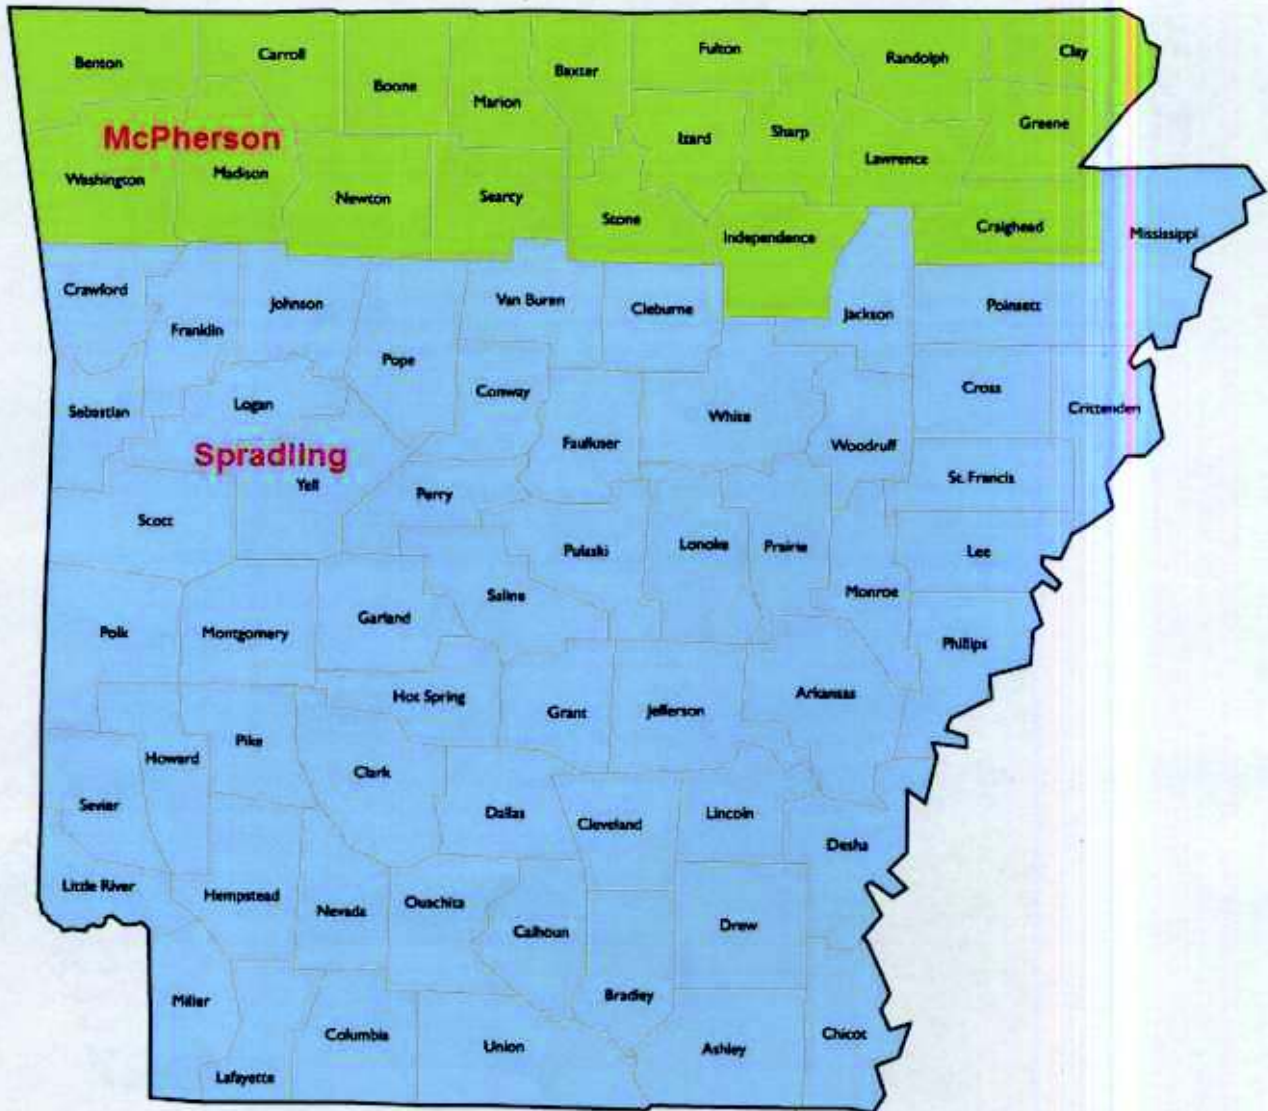 Benton
Carroll
Boone
Marion
Baxter
Fulton
Randolph
Clay
McPherson
Washington
Madison
Newton
Searcy
Stone
Izard
Sharp
Lawrence
Greene
Independence
Craighead
Mississippi
Crawford
Franklin
Johnson
Pope
Van Buren
Cleburne
Jackson
Poinsett
Sebastian
Logan
Conway
Faulkner
White
Woodruff
Cross
Crittenden
Spradling
Yell
Perry
St. Francis
Scott
Pulaski
Lonoke
Prairie
Lee
Saline
Monroe
Polk
Montgomery
Garland
Phillips
Hot Spring
Grant
Jefferson
Arkansas
Howard
Pike
Clark
Sevier
Dallas
Cleveland
Lincoln
Desha
Little River
Hempstead
Nevada
Ouachita
Calhoun
Drew
Miller
Bradley
Columbia
Union
Ashley
Chicot
Lafayette